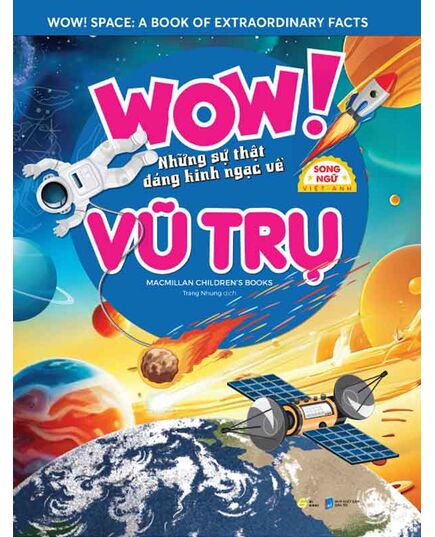 WOW! SPACE: A BOOK OF EXTRAORDINARY FACTS
WOW!
Những sự thật
đáng kinh ngạc về
SONG
NGỮ
VIỆT-ANH
VŨ TRỤ
MACMILLAN CHILDREN'S BOOKS
Trang Nhung dịch